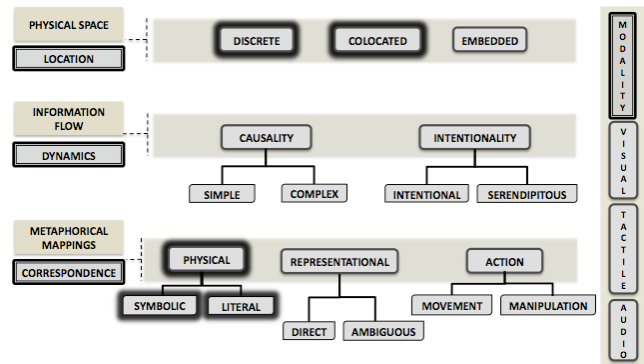 PHYSICAL SPACE
LOCATION
DISCRETE
COLOCATED
EMBEDDED
INFORMATION
FLOW
DYNAMICS
CAUSALITY
INTENTIONALITY
SIMPLE
COMPLEX
INTENTIONAL
SERENDIPITOUS
METAPHORICAL
MAPPINGS
CORRESPONDENCE
PHYSICAL
REPRESENTATIONAL
ACTION
SYMBOLIC
LITERAL
DIRECT
AMBIGUOUS
MOVEMENT
MANIPULATION
MODALITY
VISUAL
TACTILE
AUDIO